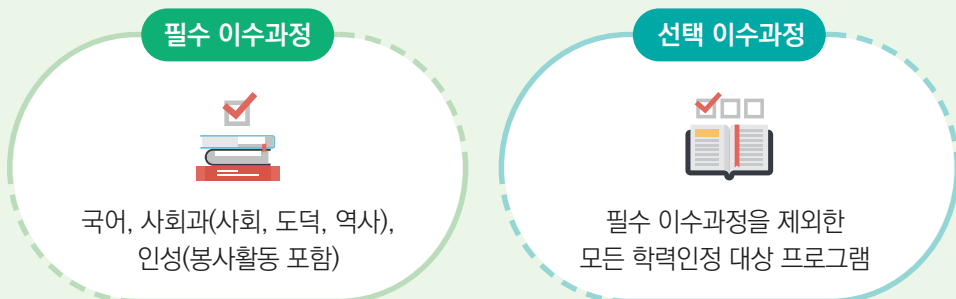 필수 이수과정
국어, 사회과(사회, 도덕, 역사),
인성(봉사활동 포함)
선택 이수과정
필수 이수과정을 제외한
모든 학력인정 대상 프로그램